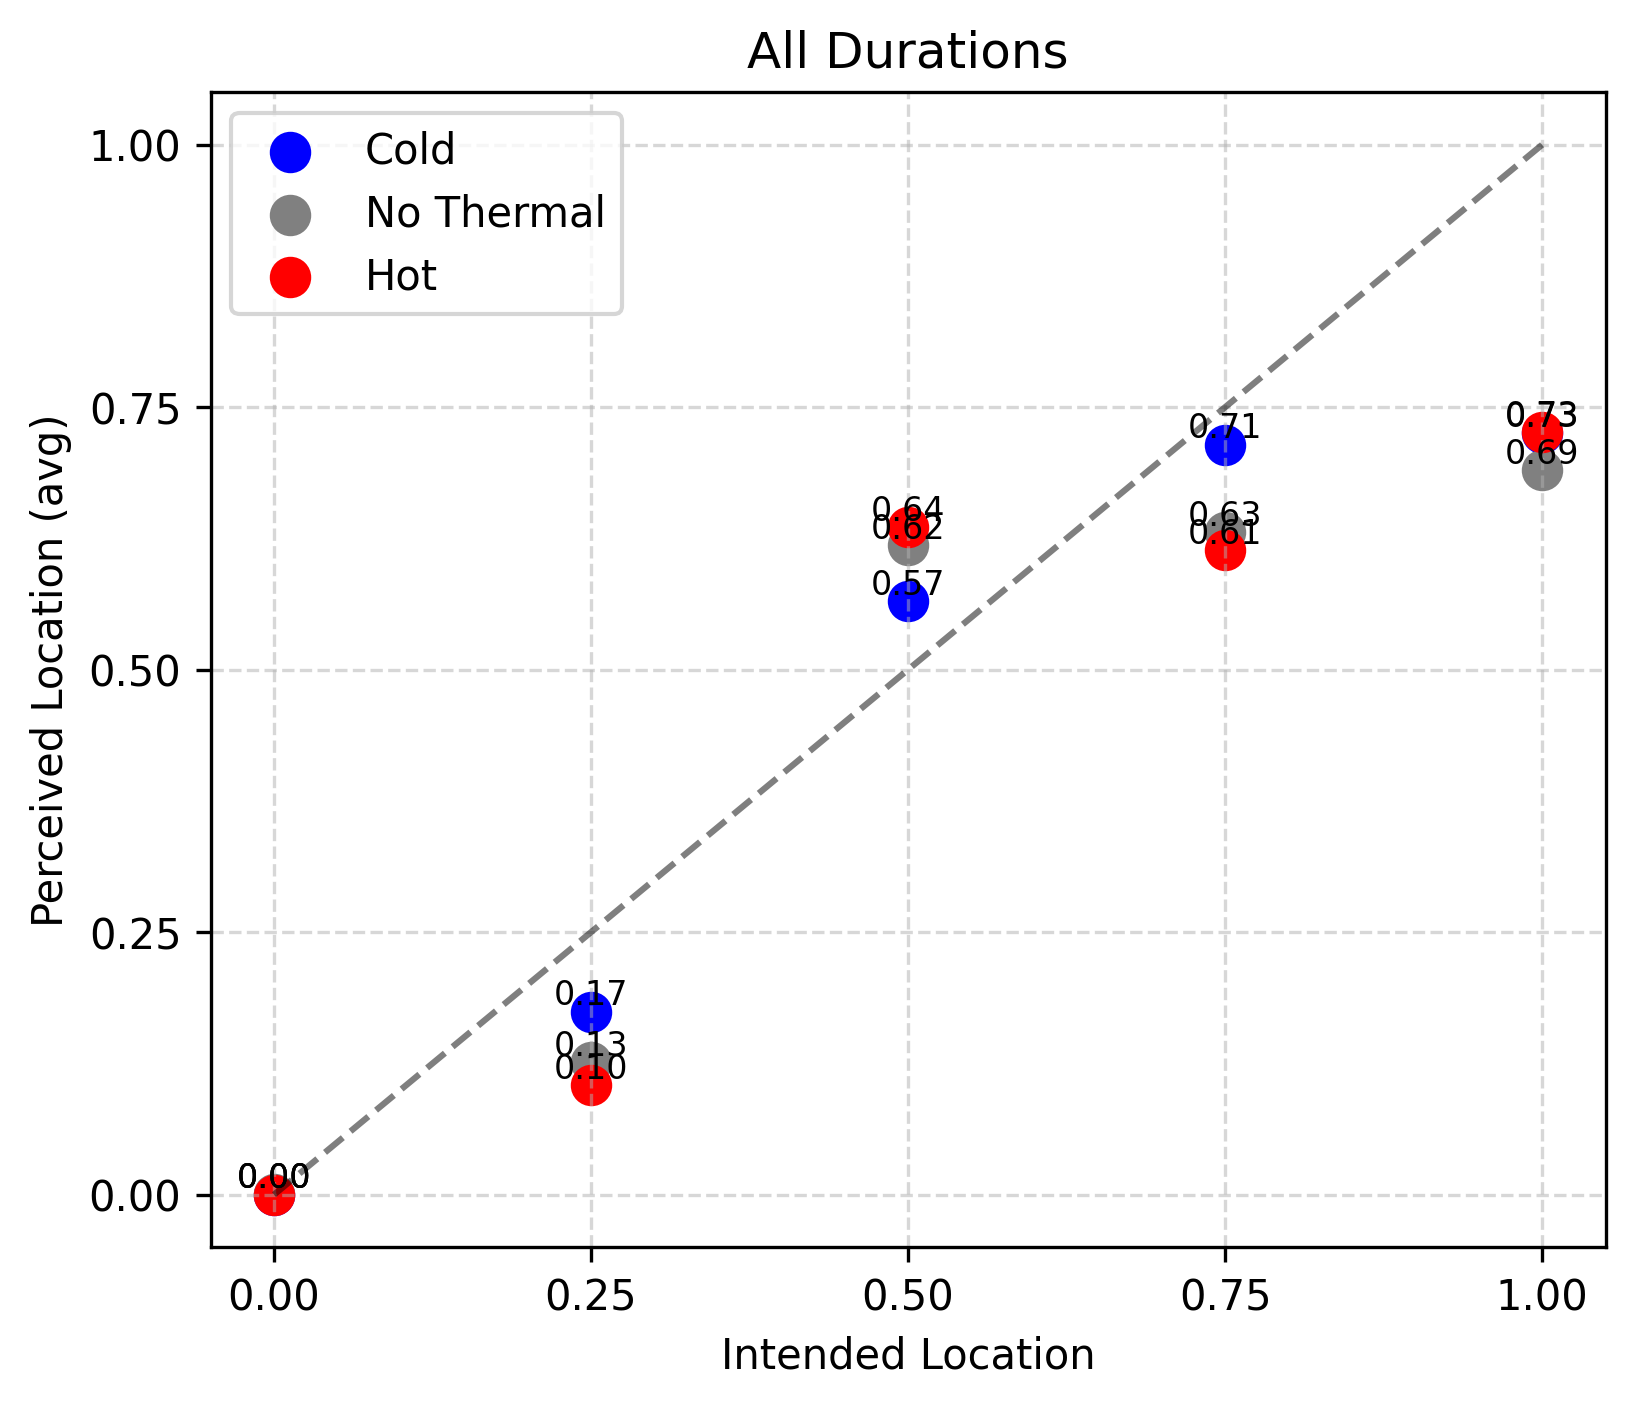 All Durations
Cold
No Thermal
Hot
Perceived Location (avg)
1.00
0.75
0.50
0.25
0.00
0.73
0.69
0.71
0.63
0.61
0.64
0.62
0.57
0.17
0.13
0.10
0.00
0.00 0.25 0.50 0.75 1.00
Intended Location